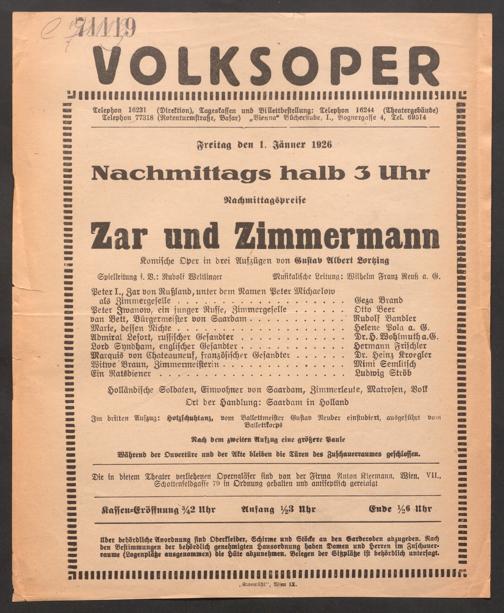 71119
VOLKSOPER
Telephon 16231 (Direktion), Tageskassen und Billettbestellung: Telephon 16244 (Theatergebäude)
Telephon 77318 (Rotenturmstraße, Basar) „Vienna“ Bücherstube, I., Bognergasse 4, Tel. 69514
Freitag den 1. Jänner 1926
Nachmittags halb 3 Uhr
Nachmittagspreise
Zar und Zimmermann
Komische Oper in drei Aufzügen von Gustav Albert Lortzing
Spielleitung i. V.: Rudolf Weißlinger Musikalische Leitung: Wilhelm Franz Reuß a. G.
Peter I., Zar von Rußland, unter dem Namen Peter Michaelow
als Zimmergeselle . . . . . . . . . . . . . . . Geza Brand
Peter Iwanow, ein junger Russe, Zimmergeselle . . . . . . Otto Beer
van Bett, Bürgermeister von Saardam . . . . . . . . . Rudolf Bandler
Marie, dessen Nichte . . . . . . . . . . . . . . . Helene Pola a. G.
Admiral Lefort, russischer Gesandter . . . . . . . . . . Dr. H. Wohlmuth a. G.
Lord Syndham, englischer Gesandter . . . . . . . . . . Hermann Frischler
Marquis von Chateauneuf, französischer Gesandter . . . . . Dr. Heinz Kroegler
Witwe Braun, Zimmermeisterin . . . . . . . . . . . . Mimi Semlitsch
Ein Ratsdiener . . . . . . . . . . . . . . . . . Ludwig Ströb
Holländische Soldaten, Einwohner von Saardam, Zimmerleute, Matrosen, Volk
Ort der Handlung: Saardam in Holland
Im dritten Aufzug: Holzschuhtanz, vom Ballettmeister Gustav Neuber einstudiert, ausgeführt vom
Ballettkorps
Nach dem zweiten Aufzug eine größere Pause
Während der Ouvertüre und der Akte bleiben die Türen des Zuschauerraumes geschlossen.
Die in diesem Theater verliehenen Operngläser sind von der Firma Anton Wien, VII.,
Schottenfeldgasse 79 in Ordnung gehalten und antiseptisch gereinigt
Kassen-Eröffnung ¾2 Uhr Anfang ½3 Uhr Ende ½6 Uhr
Über behördliche Anordnung sind Oberkleider, Schirme und Stöcke an den Garderoben abzugeben. Nach
den Bestimmungen der behördlich genehmigten Hausordnung haben Damen und Herren im Zuschauer-
raum (Logenplätze ausgenommen) die Hüte abzunehmen. Belegen der Sitzplätze ist behördlich untersagt.
Wien IX.